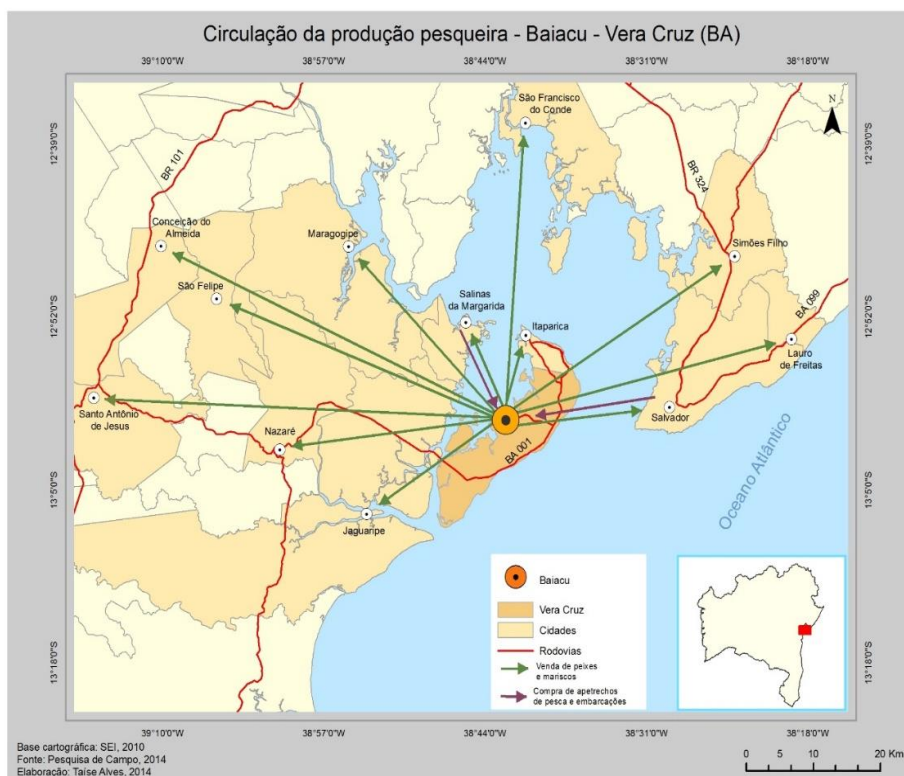 Circulação da produção pesqueira - Baiacu - Vera Cruz (BA)
39°10'0"W
38°57'0"W
38°44'0"W
38°31'0"W
38°18'0"W
12°39'0"S
12°39'0"S
São Francisco
do Conde
N
BR 101
BR 324
Conceição do
Almeida
Maragogipe
Simões Filho
São Felipe
Salinas
da Margarida
Itaparica
BA 099
12°52'0"S
12°52'0"S
Lauro
de Freitas
Santo Antônio
de Jesus
Salvador
Nazaré
BA 001
Oceano Atlântico
13°5'0"S
13°5'0"S
Jaguaripe
Baiacu
Vera Cruz
Cidades
Rodovias
Venda de peixes
e mariscos
Compra de apetrechos
de pesca e embarcações
13°18'0"S
13°18'0"S
39°10'0"W
38°57'0"W
38°44'0"W
38°31'0"W
38°18'0"W
Base cartográfica: SEI, 2010
Fonte: Pesquisa de Campo, 2014
Elaboração: Taíse Alves, 2014
0 5 10 20 Km